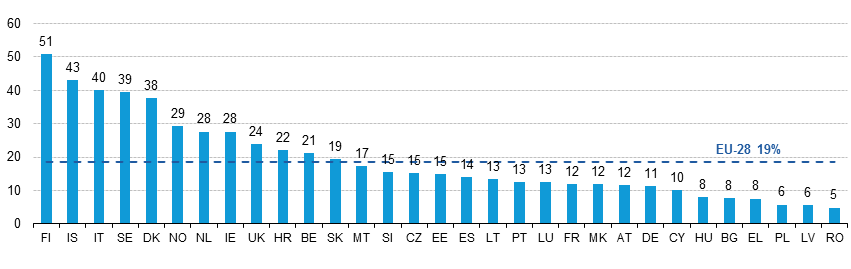 60
50
40
30
20
10
0
51 43 40 39 38 29 28 28 24 22 21 19 17 15 15 15 14 13 13 13 12 12 12 11 10 8 8 8 6 6 5
EU-28 19%
FI IS IT SE DK NO NL IE UK HR BE SK MT SI CZ EE ES LT PT LU FR MK AT DE CY HU BG EL PL LV RO